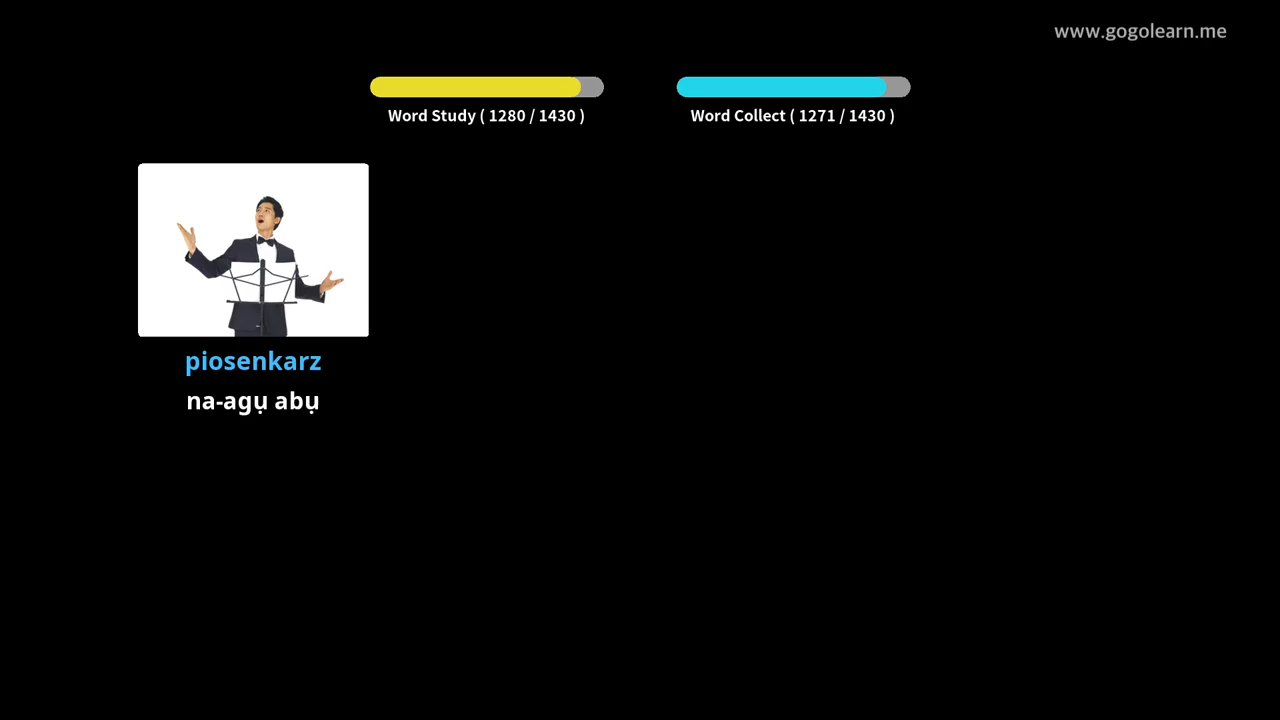 www.gogolearn.me
Word Study ( 1280 / 1430 )
Word Collect ( 1271 / 1430 )
piosenkarz
na-agụ abụ